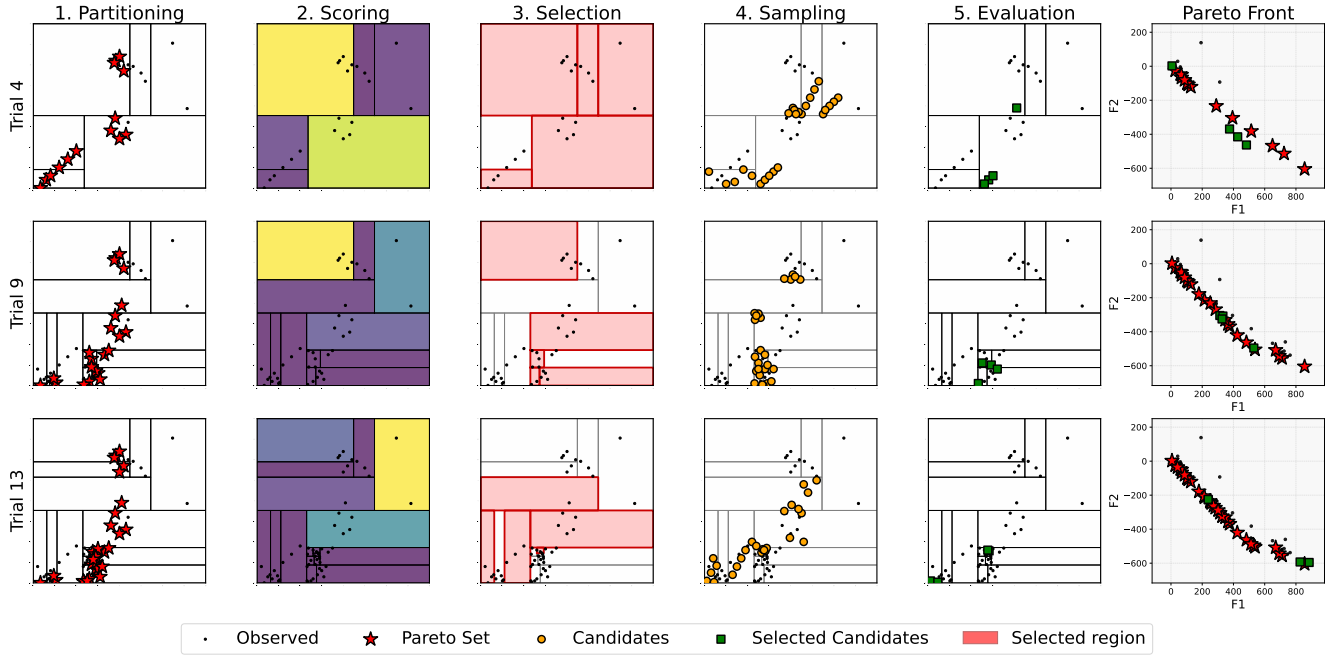 1. Partitioning 2. Scoring 3. Selection 4. Sampling 5. Evaluation Pareto Front
Trial 4
200
0
−200
−400
−600
F2
0 200 400 600 800
F1
Trial 9
200
0
−200
−400
−600
F2
0 200 400 600 800
F1
Trial 13
200
0
−200
−400
−600
F2
0 200 400 600 800
F1
Observed Pareto Set Candidates Selected Candidates Selected region